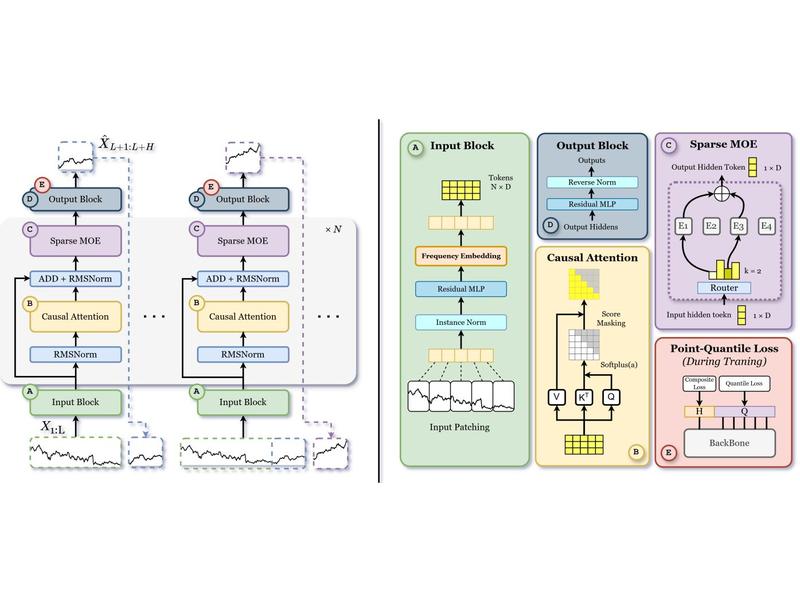 X̂_{L+1:L+H}
E
D
Output Block
C
Sparse MOE
ADD + RMSNorm
B
Causal Attention
RMSNorm
A
Input Block
X_{1:L}
...
E
D
Output Block
C
Sparse MOE
ADD + RMSNorm
B
Causal Attention
RMSNorm
A
Input Block
× N
...
A
Input Block
Tokens
N × D
Frequency Embedding
Residual MLP
Instance Norm
Input Patching
Output Block
Outputs
Reverse Norm
Residual MLP
D
Output Hiddens
Causal Attention
Score
Masking
Softplus(a)
V
K^T
Q
B
C
Sparse MOE
Output Hidden Token
1 × D
E1
E2
E3
E4
k = 2
Router
Input hidden toekn
1 × D
Point-Quantile Loss
(During Traning)
Composite
Loss
Quantile Loss
H
Q
BackBone
E